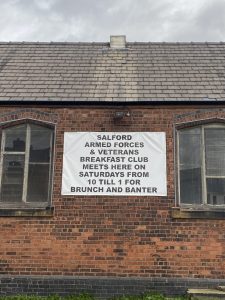 SALFORD
ARMED FORCES
& VETERANS
BREAKFAST CLUB
MEETS HERE ON
SATURDAYS FROM
10 TILL 1 FOR
BRUNCH AND BANTER